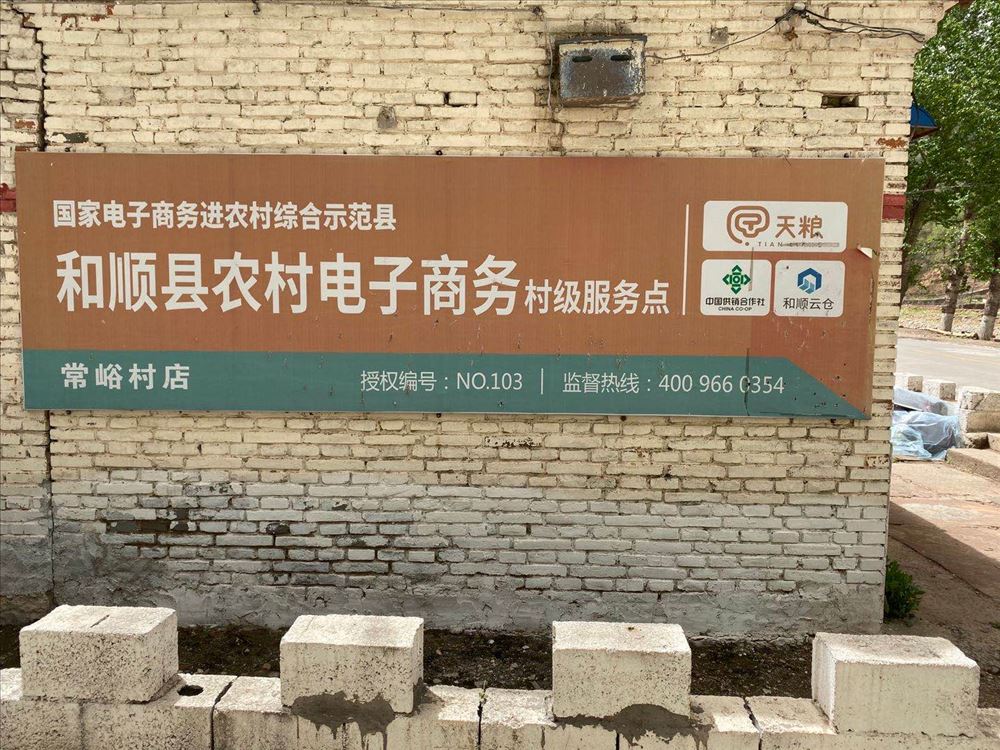 国家电子商务进农村综合示范县
和顺县农村电子商务 村级服务点
天粮
中国供销合作社
CHINA CO-OP
和顺云仓
常峪村店
授权编号：NO.103 | 监督热线：400 966 0354